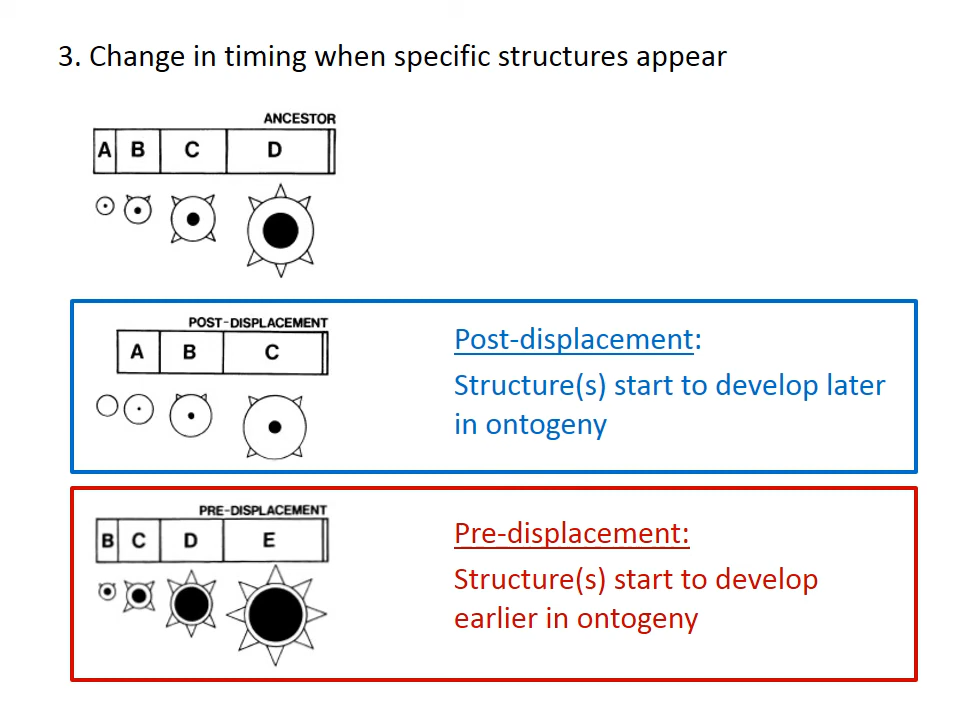 3. Change in timing when specific structures appear
ANCESTOR
A B C D
POST-DISPLACEMENT
A B C
Post-displacement:
Structure(s) start to develop later
in ontogeny
PRE-DISPLACEMENT
B C D E
Pre-displacement:
Structure(s) start to develop
earlier in ontogeny